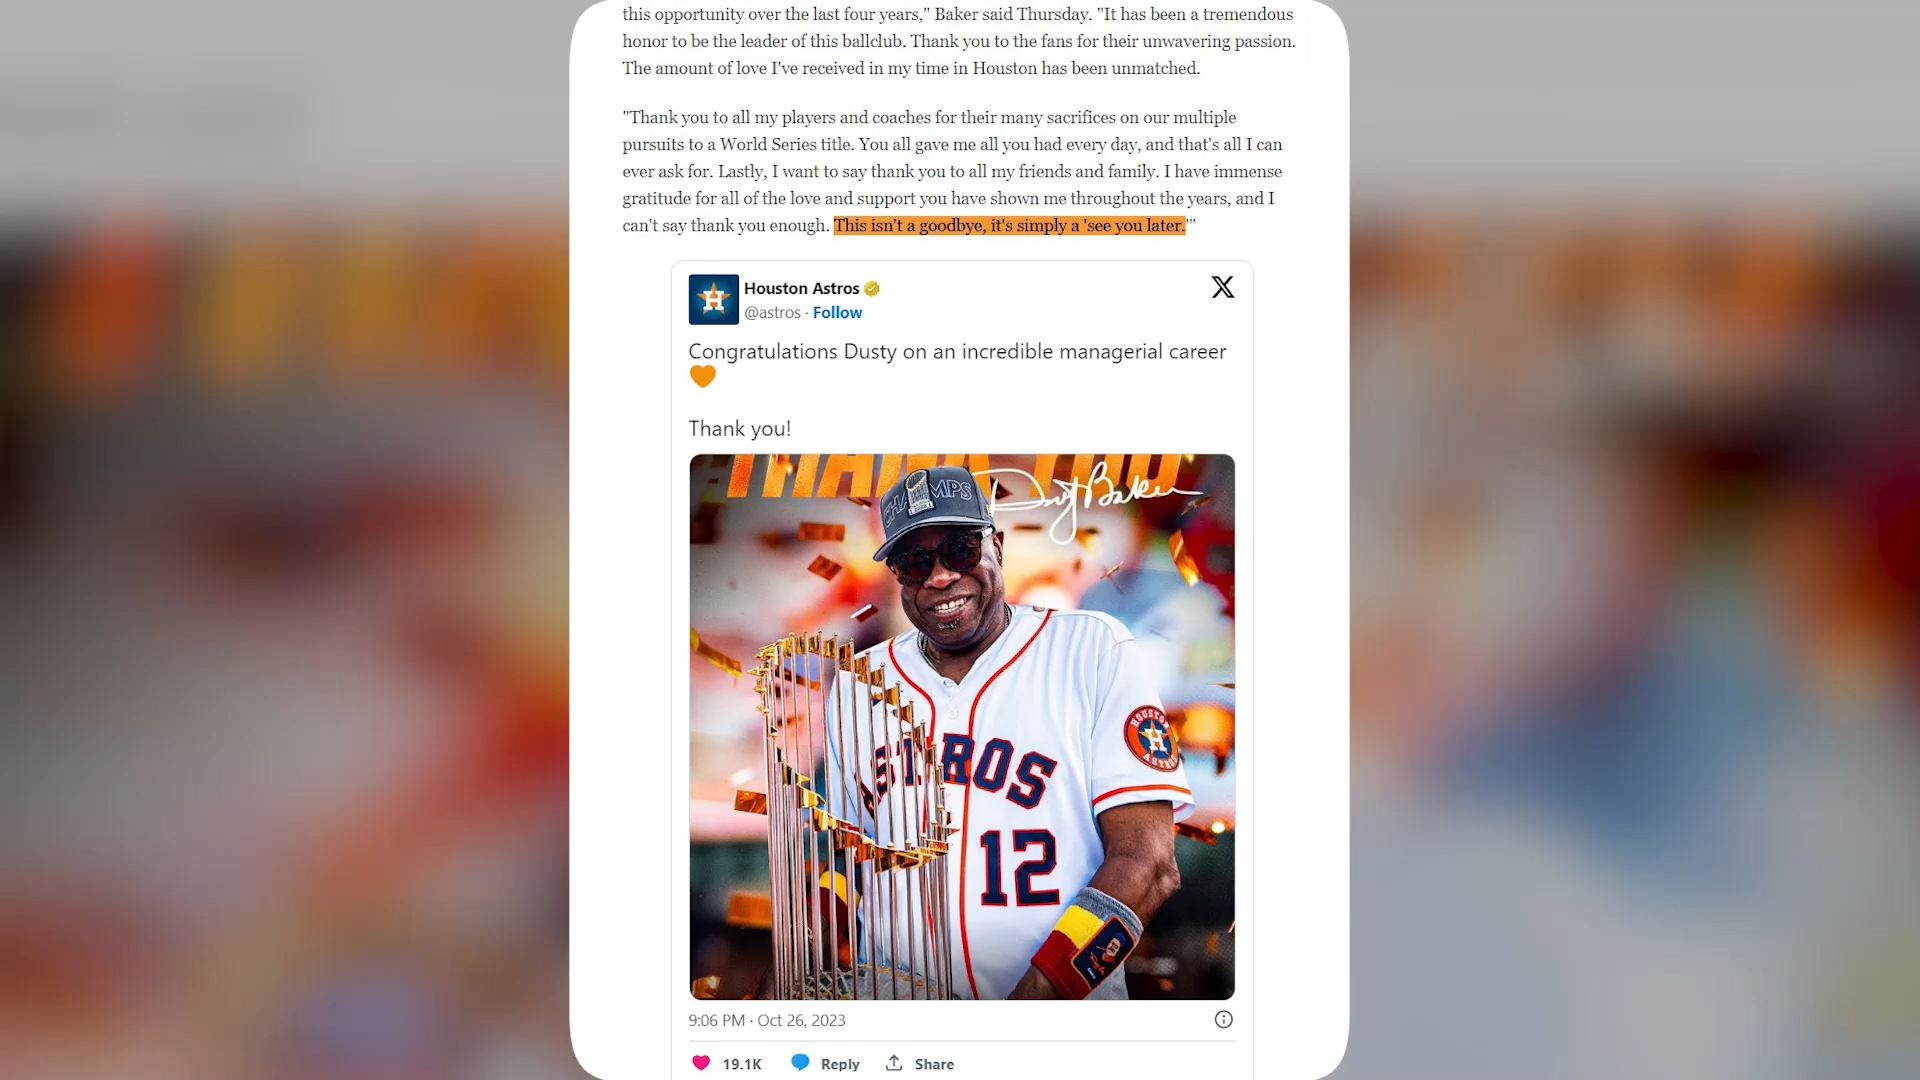 this opportunity over the last four years," Baker said Thursday. "It has been a tremendous
honor to be the leader of this ballclub. Thank you to the fans for their unwavering passion.
The amount of love I've received in my time in Houston has been unmatched.
"Thank you to all my players and coaches for their many sacrifices on our multiple
pursuits to a World Series title. You all gave me all you had every day, and that's all I can
ever ask for. Lastly, I want to say thank you to all my friends and family. I have immense
gratitude for all of the love and support you have shown me throughout the years, and I
can't say thank you enough. This isn't a goodbye, it's simply a 'see you later.'"
Houston Astros
@astros · Follow
Congratulations Dusty on an incredible managerial career
🧡
Thank you!
THANK YOU
Dusty Baker
CHAMPS
HOUSTON
H
ASTROS
ASTROS
12
9:06 PM · Oct 26, 2023
19.1K Reply Share